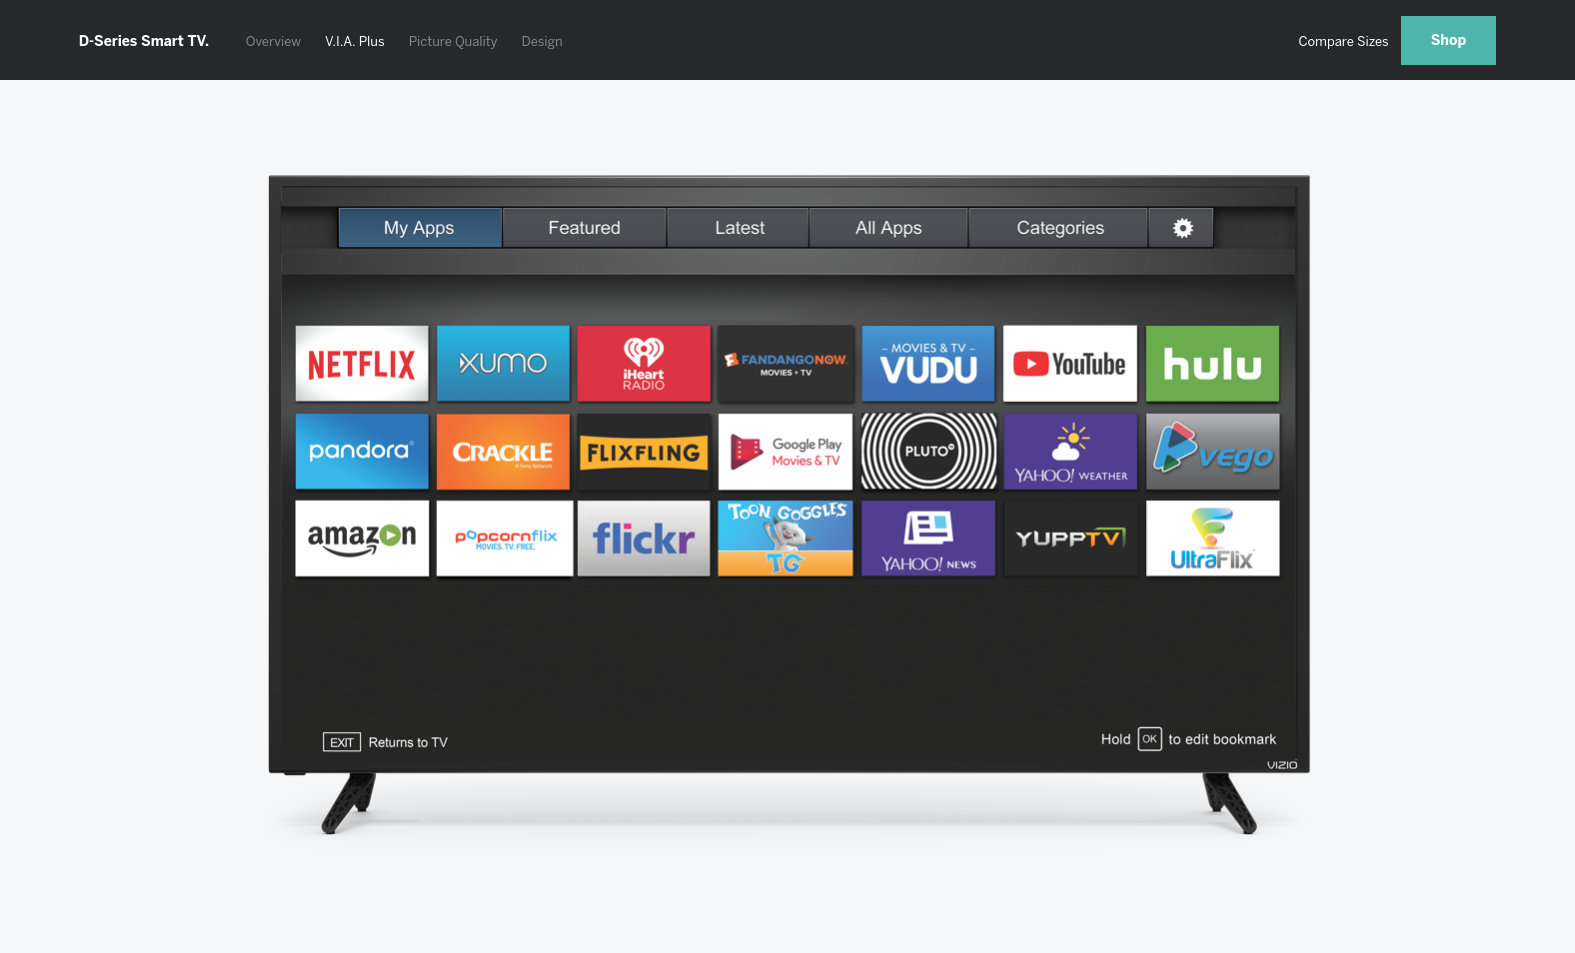 D-Series Smart TV. Overview V.I.A. Plus Picture Quality Design Compare Sizes Shop
My Apps Featured Latest All Apps Categories
NETFLIX
XUMO
iHeart
RADIO
FANDANGONOW
MOVIES + TV
– MOVIES & TV –
VUDU
YouTube
hulu
pandora
CRACKLE
A Sony Network
FLIXFLING
Google Play
Movies & TV
PLUTO
YAHOO! WEATHER
vego
amazon
popcornflix
MOVIES. TV. FREE.
flickr
TOON GOGGLES
TG
YAHOO! NEWS
YUPPTV
UltraFlix
EXIT Returns to TV
Hold OK to edit bookmark
VIZIO